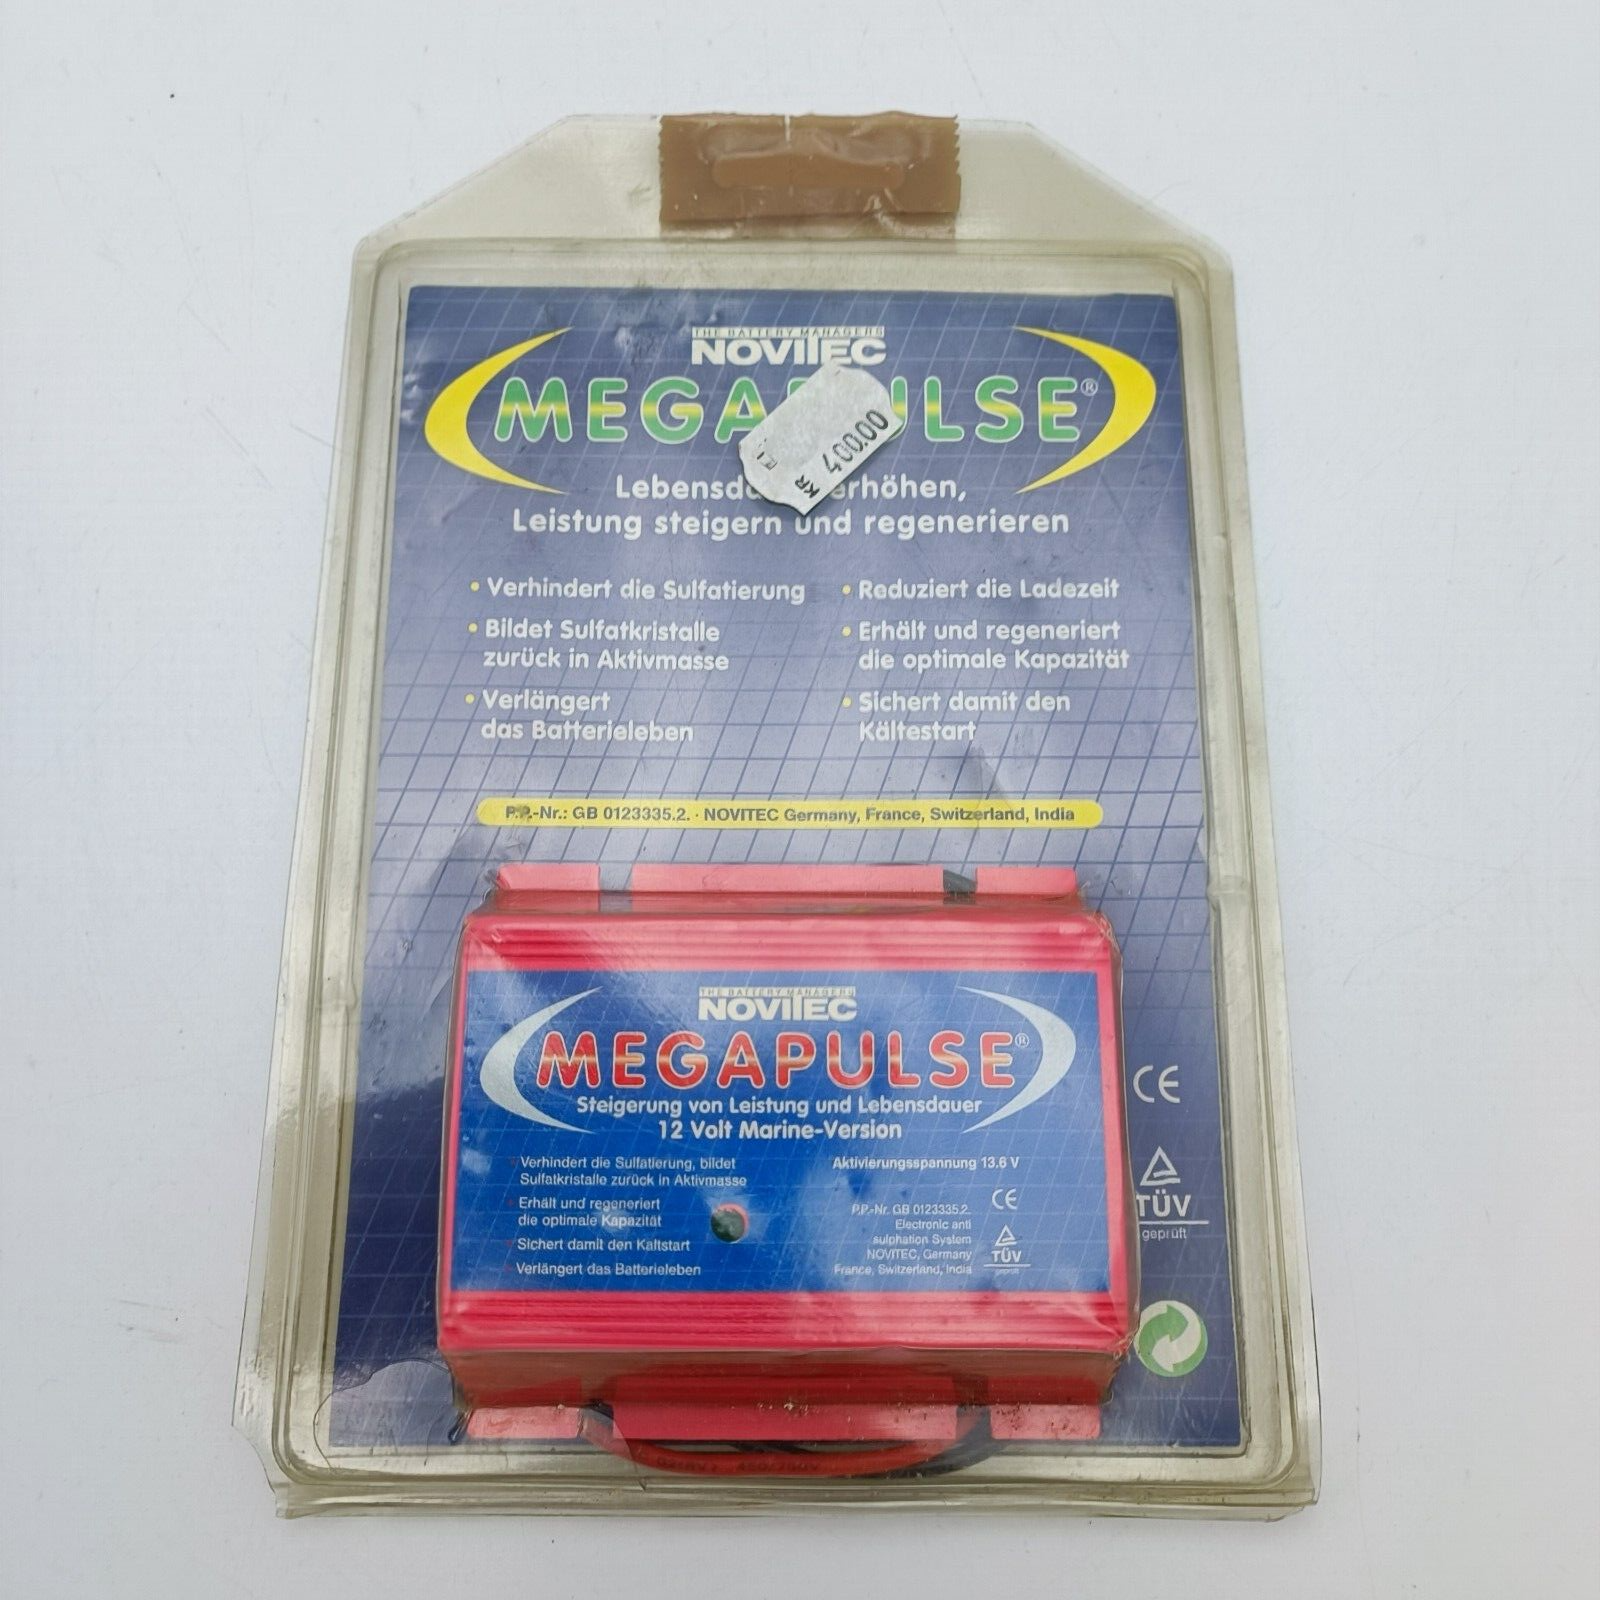 THE BATTERY MANAGERS
NOVITEC
MEGAPULSE®
KR 400.00
erhöhen,
Leistung steigern und regenerieren
• Verhindert die Sulfatierung
• Bildet Sulfatkristalle
zurück in Aktivmasse
• Verlängert
das Batterieleben
• Reduziert die Ladezeit
• Erhält und regeneriert
die optimale Kapazität
• Sichert damit den
Kältestart
P.P.-Nr.: GB 0123335.2. · NOVITEC Germany, France, Switzerland, India
THE BATTERY MANAGERS
NOVITEC
MEGAPULSE®
Steigerung von Leistung und Lebensdauer
12 Volt Marine-Version
Verhindert die Sulfatierung, bildet
Sulfatkristalle zurück in Aktivmasse
Erhält und regeneriert
die optimale Kapazität
Sichert damit den Kaltstart
Verlängert das Batterieleben
Aktivierungsspannung 13.6 V
P.P.-Nr. GB 0123335.2.
Electronic anti
sulphation System
NOVITEC, Germany
France, Switzerland, India
CE
TÜV
geprüft
CE
TÜV
geprüft